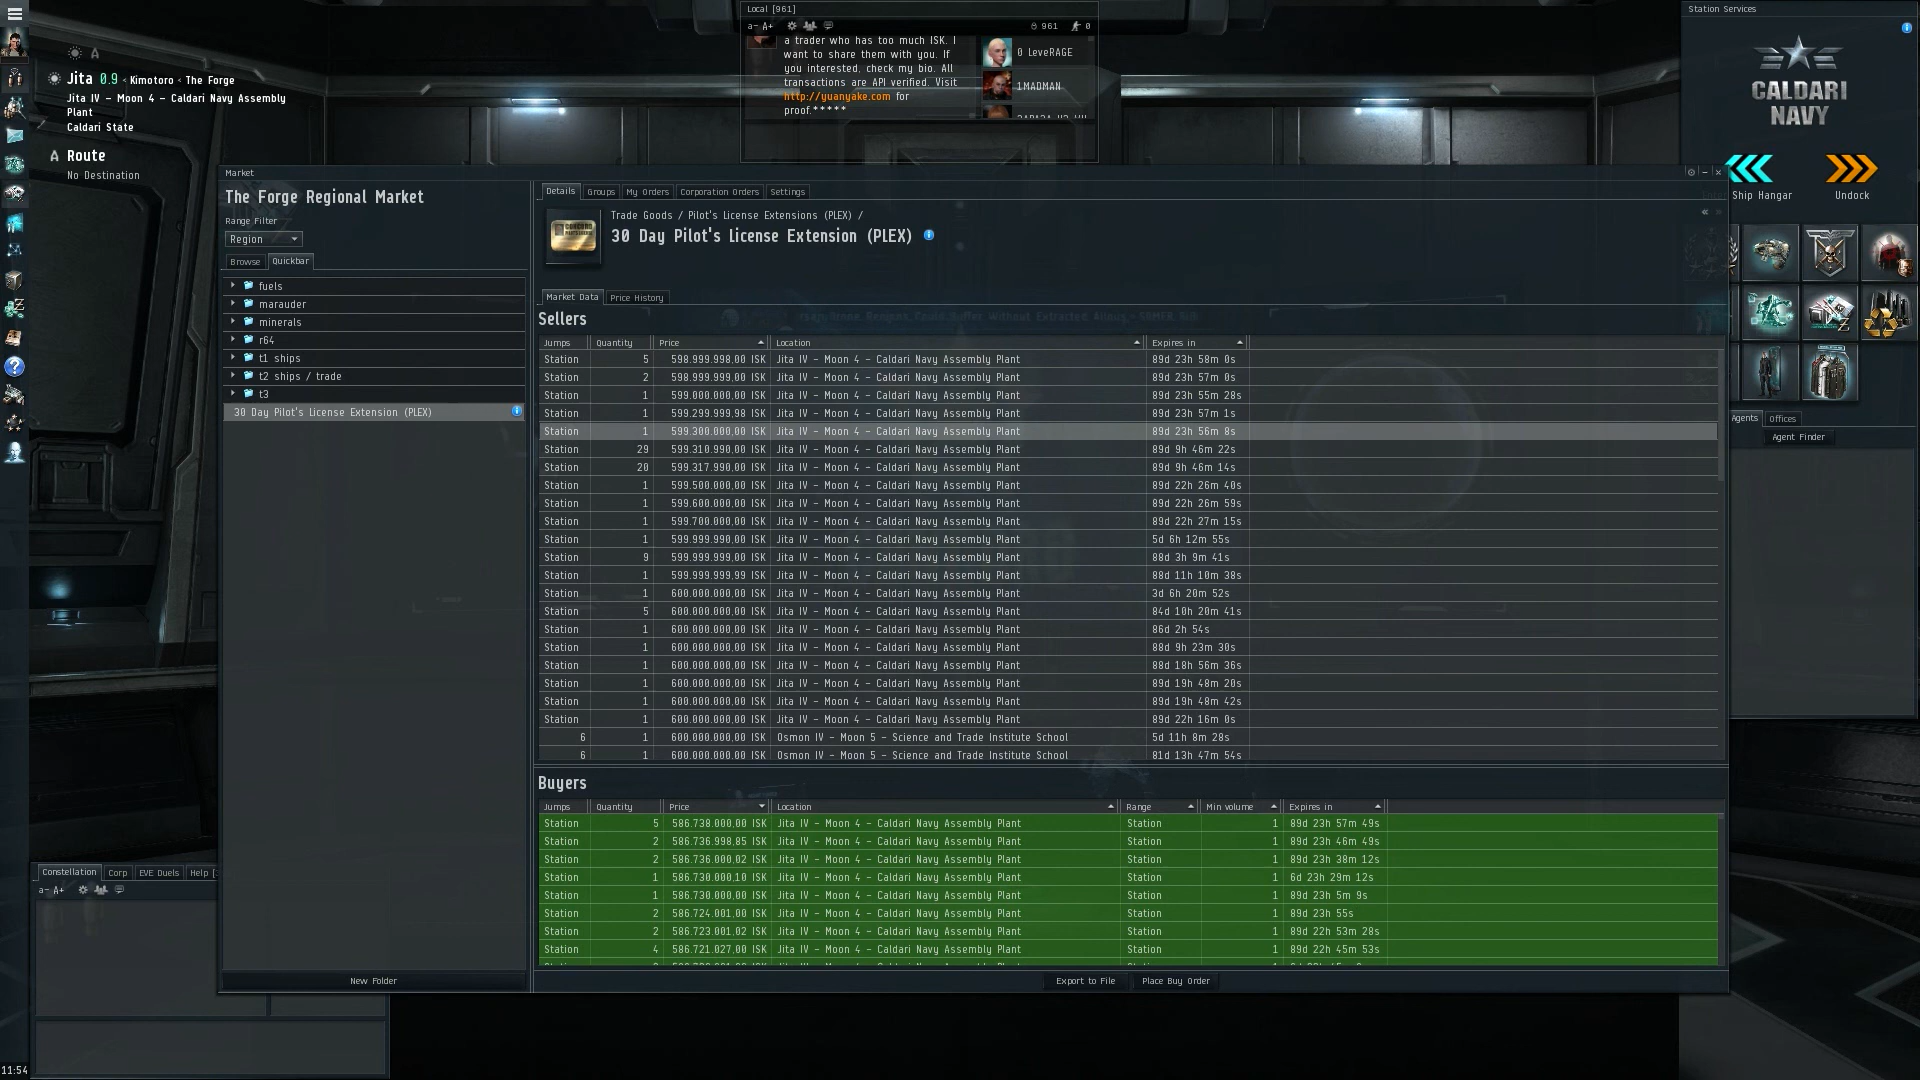 Local [961]
a- A+ 961 0
a trader who has too much ISK. I
want to share them with you. If
you interested, check my bio. All
transactions are API verified. Visit
http://yuanyake.com for
proof.*****
0 LeveRAGE
1MADMAN
Station Services
CALDARI
NAVY
Ship Hangar
Undock
Agents Offices
Agent Finder
A
Jita 0.9 < Kimotoro < The Forge
Jita IV - Moon 4 - Caldari Navy Assembly
Plant
Caldari State
A Route
No Destination
Market
The Forge Regional Market
Range Filter
Region
Browse Quickbar
fuels
marauder
minerals
r64
t1 ships
t2 ships / trade
t3
30 Day Pilot's License Extension (PLEX)
New Folder
Details Groups My Orders Corporation Orders Settings
Trade Goods / Pilot's License Extensions (PLEX) /
30 Day Pilot's License Extension (PLEX)
Market Data Price History
Sellers
Jumps Quantity Price Location Expires in
Station 5 598.999.998,00 ISK Jita IV - Moon 4 - Caldari Navy Assembly Plant 89d 23h 58m 0s
Station 2 598.999.999,00 ISK Jita IV - Moon 4 - Caldari Navy Assembly Plant 89d 23h 57m 0s
Station 1 599.000.000,00 ISK Jita IV - Moon 4 - Caldari Navy Assembly Plant 89d 23h 55m 28s
Station 1 599.299.999,98 ISK Jita IV - Moon 4 - Caldari Navy Assembly Plant 89d 23h 57m 1s
Station 1 599.300.000,00 ISK Jita IV - Moon 4 - Caldari Navy Assembly Plant 89d 23h 56m 8s
Station 29 599.310.990,00 ISK Jita IV - Moon 4 - Caldari Navy Assembly Plant 89d 9h 46m 22s
Station 20 599.317.990,00 ISK Jita IV - Moon 4 - Caldari Navy Assembly Plant 89d 9h 46m 14s
Station 1 599.500.000,00 ISK Jita IV - Moon 4 - Caldari Navy Assembly Plant 89d 22h 26m 40s
Station 1 599.600.000,00 ISK Jita IV - Moon 4 - Caldari Navy Assembly Plant 89d 22h 26m 59s
Station 1 599.700.000,00 ISK Jita IV - Moon 4 - Caldari Navy Assembly Plant 89d 22h 27m 15s
Station 1 599.999.990,00 ISK Jita IV - Moon 4 - Caldari Navy Assembly Plant 5d 6h 12m 55s
Station 9 599.999.999,00 ISK Jita IV - Moon 4 - Caldari Navy Assembly Plant 88d 3h 9m 41s
Station 1 599.999.999,99 ISK Jita IV - Moon 4 - Caldari Navy Assembly Plant 88d 11h 10m 38s
Station 1 600.000.000,00 ISK Jita IV - Moon 4 - Caldari Navy Assembly Plant 3d 6h 20m 52s
Station 5 600.000.000,00 ISK Jita IV - Moon 4 - Caldari Navy Assembly Plant 84d 10h 20m 41s
Station 1 600.000.000,00 ISK Jita IV - Moon 4 - Caldari Navy Assembly Plant 86d 2h 54s
Station 1 600.000.000,00 ISK Jita IV - Moon 4 - Caldari Navy Assembly Plant 88d 9h 23m 30s
Station 1 600.000.000,00 ISK Jita IV - Moon 4 - Caldari Navy Assembly Plant 88d 18h 56m 36s
Station 1 600.000.000,00 ISK Jita IV - Moon 4 - Caldari Navy Assembly Plant 89d 19h 48m 20s
Station 1 600.000.000,00 ISK Jita IV - Moon 4 - Caldari Navy Assembly Plant 89d 19h 48m 42s
Station 1 600.000.000,00 ISK Jita IV - Moon 4 - Caldari Navy Assembly Plant 89d 22h 16m 0s
6 1 600.000.000,00 ISK Osmon IV - Moon 5 - Science and Trade Institute School 5d 11h 8m 28s
6 1 600.000.000,00 ISK Osmon IV - Moon 5 - Science and Trade Institute School 81d 13h 47m 54s
Buyers
Jumps Quantity Price Location Range Min volume Expires in
Station 5 586.738.000,00 ISK Jita IV - Moon 4 - Caldari Navy Assembly Plant Station 1 89d 23h 57m 49s
Station 2 586.736.998,85 ISK Jita IV - Moon 4 - Caldari Navy Assembly Plant Station 1 89d 23h 46m 49s
Station 2 586.736.000,02 ISK Jita IV - Moon 4 - Caldari Navy Assembly Plant Station 1 89d 23h 38m 12s
Station 1 586.730.000,10 ISK Jita IV - Moon 4 - Caldari Navy Assembly Plant Station 1 6d 23h 29m 12s
Station 1 586.730.000,00 ISK Jita IV - Moon 4 - Caldari Navy Assembly Plant Station 1 89d 23h 5m 9s
Station 2 586.724.001,00 ISK Jita IV - Moon 4 - Caldari Navy Assembly Plant Station 1 89d 23h 55s
Station 2 586.723.001,02 ISK Jita IV - Moon 4 - Caldari Navy Assembly Plant Station 1 89d 22h 53m 28s
Station 4 586.721.027,00 ISK Jita IV - Moon 4 - Caldari Navy Assembly Plant Station 1 89d 22h 45m 53s
Export to File Place Buy Order
Constellation Corp EVE Duels Help [
a- A+
11:54